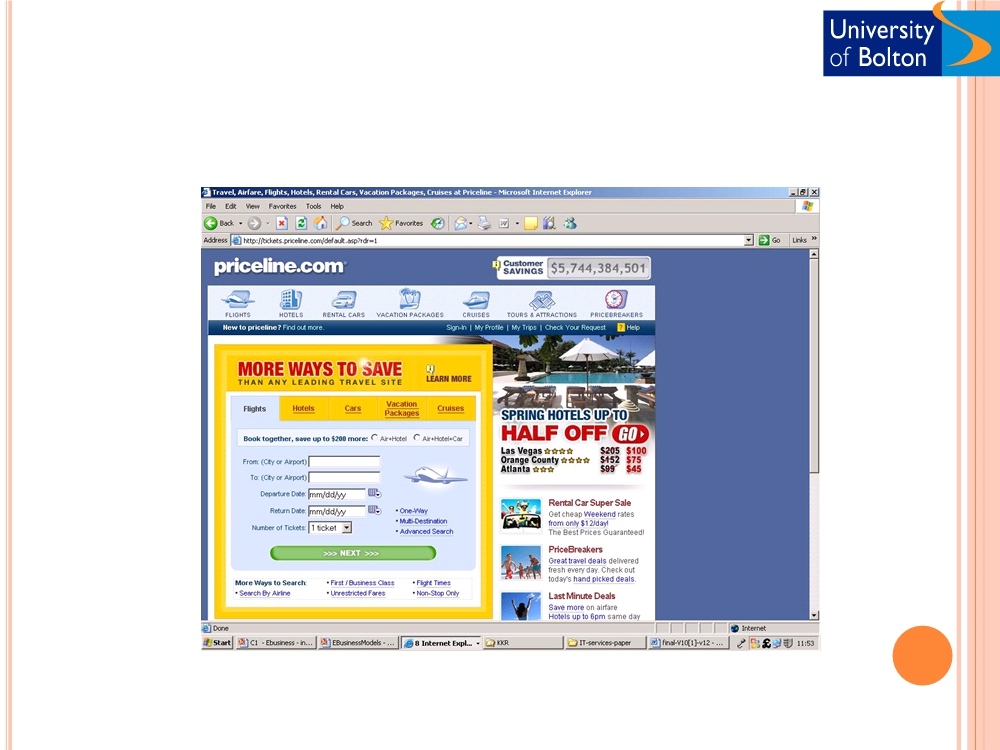 University
of Bolton
Travel, Airfare, Flights, Hotels, Rental Cars, Vacation Packages, Cruises at Priceline - Microsoft Internet Explorer
File Edit View Favorites Tools Help
Back Search Favorites
Address http://tickets.priceline.com/default.asp?rdr=1 Go Links »
priceline.com
Customer
SAVINGS $5,744,384,501
FLIGHTS HOTELS RENTAL CARS VACATION PACKAGES CRUISES TOURS & ATTRACTIONS PRICEBREAKERS
New to priceline? Find out more. Sign-In | My Profile | My Trips | Check Your Request ? Help
MORE WAYS TO SAVE
THAN ANY LEADING TRAVEL SITE
LEARN MORE
Flights Hotels Cars Vacation Packages Cruises
Book together, save up to $200 more: Air+Hotel Air+Hotel+Car
From: (City or Airport)
To: (City or Airport)
Departure Date: mm/dd/yy
Return Date: mm/dd/yy
Number of Tickets: 1 ticket
• One-Way
• Multi-Destination
• Advanced Search
>>> NEXT >>>
More Ways to Search: • First / Business Class • Flight Times
• Search By Airline • Unrestricted Fares • Non-Stop Only
SPRING HOTELS UP TO
HALF OFF GO
Las Vegas $205 $100
Orange County $152 $75
Atlanta $99 $45
Rental Car Super Sale
Get cheap Weekend rates
from only $12/day!
The Best Prices Guaranteed!
PriceBreakers
Great travel deals delivered
fresh every day. Check out
today's hand picked deals.
Last Minute Deals
Save more on airfare
Hotels up to 6pm same day
Done Internet
Start C1 - Ebusiness - in... EBusinessModels - ... 8 Internet Expl... KKR IT-services-paper final-V10[1]-v12 - ... 11:53